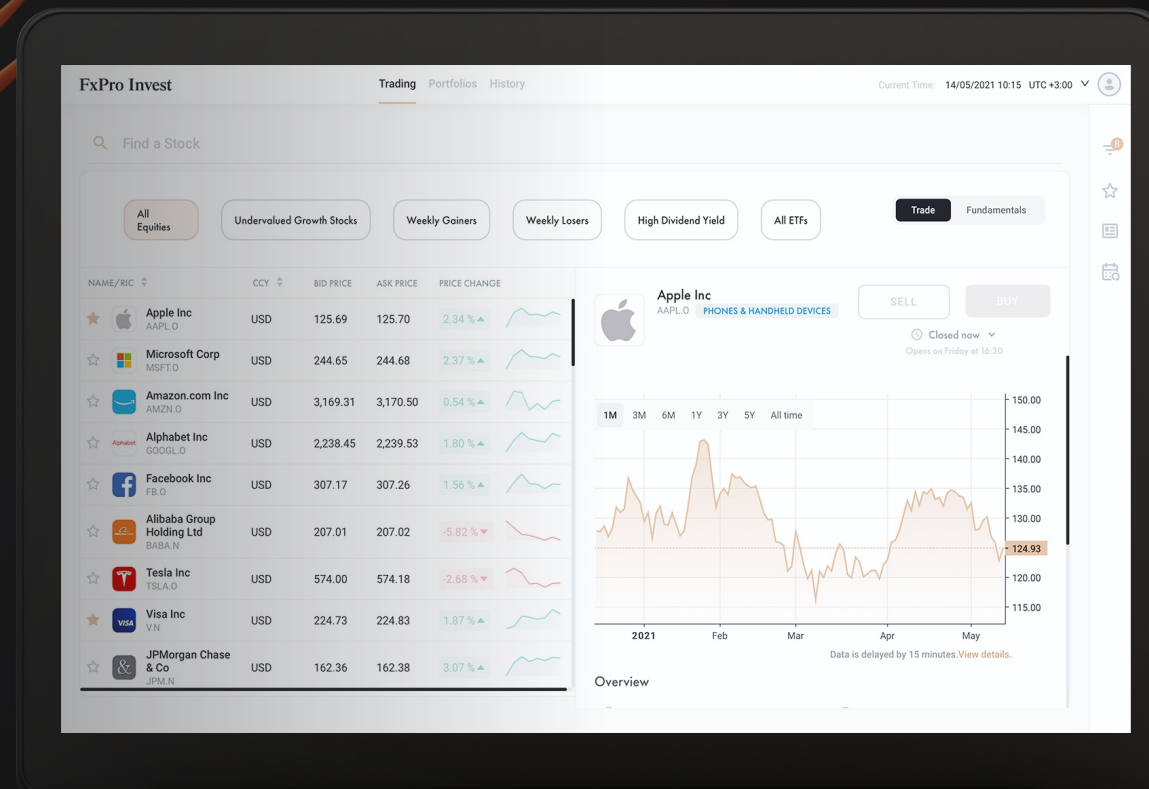 FxPro Invest
Trading Portfolios History
Current Time: 14/05/2021 10:15 UTC +3:00
Find a Stock
8
All
Equities
Undervalued Growth Stocks
Weekly Gainers
Weekly Losers
High Dividend Yield
All ETFs
Trade Fundamentals
NAME/RIC CCY BID PRICE ASK PRICE PRICE CHANGE
Apple Inc
AAPL.O
USD 125.69 125.70 2.34 %
Microsoft Corp
MSFT.O
USD 244.65 244.68 2.37 %
Amazon.com Inc
AMZN.O
USD 3,169.31 3,170.50 0.54 %
Alphabet
Alphabet Inc
GOOGL.O
USD 2,238.45 2,239.53 1.80 %
Facebook Inc
FB.O
USD 307.17 307.26 1.56 %
Alibaba Group
Holding Ltd
BABA.N
USD 207.01 207.02 -5.82 %
Tesla Inc
TSLA.O
USD 574.00 574.18 -2.68 %
VISA
Visa Inc
V.N
USD 224.73 224.83 1.87 %
&
JPMorgan Chase
& Co
JPM.N
USD 162.36 162.38 3.07 %
Apple Inc
AAPL.O PHONES & HANDHELD DEVICES
SELL BUY
Closed now
Opens on Friday at 16:30
1M 3M 6M 1Y 3Y 5Y All time
150.00
145.00
140.00
135.00
130.00
124.93
120.00
115.00
2021 Feb Mar Apr May
Data is delayed by 15 minutes.View details.
Overview